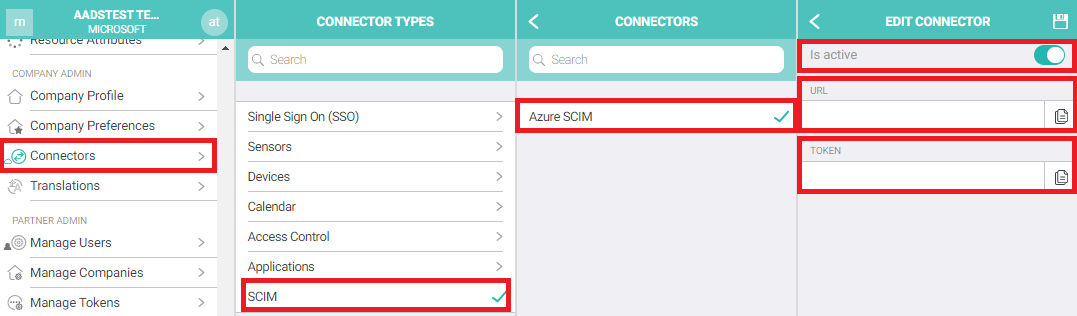 m
AADSTEST TE...
MICROSOFT
at
Resource Attributes
COMPANY ADMIN
Company Profile
Company Preferences
Connectors
Translations
PARTNER ADMIN
Manage Users
Manage Companies
Manage Tokens
CONNECTOR TYPES
Search
Single Sign On (SSO)
Sensors
Devices
Calendar
Access Control
Applications
SCIM
CONNECTORS
Search
Azure SCIM
EDIT CONNECTOR
Is active
URL
TOKEN